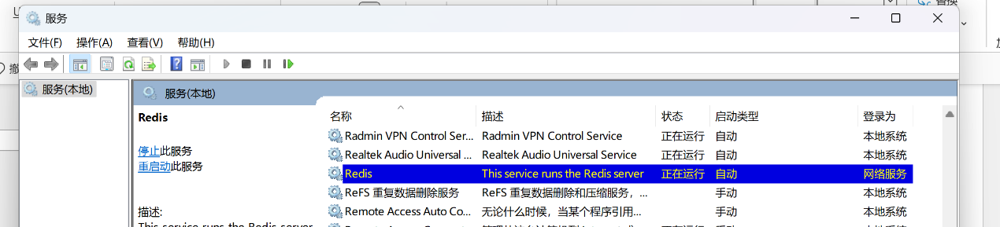 替换
服务
文件(F) 操作(A) 查看(V) 帮助(H)
撤
服务(本地)
服务(本地)
Redis
停止此服务
重启动此服务
描述:
This service runs the Redis server
名称 描述 状态 启动类型 登录为
Radmin VPN Control Ser... Radmin VPN Control Service 正在运行 自动 本地系统
Realtek Audio Universal ... Realtek Audio Universal Service 正在运行 自动 本地系统
Redis This service runs the Redis server 正在运行 自动 网络服务
ReFS 重复数据删除服务 ReFS 重复数据删除和压缩服务，... 手动 本地系统
Remote Access Auto Co... 无论什么时候，当某个程序引用... 手动 本地系统